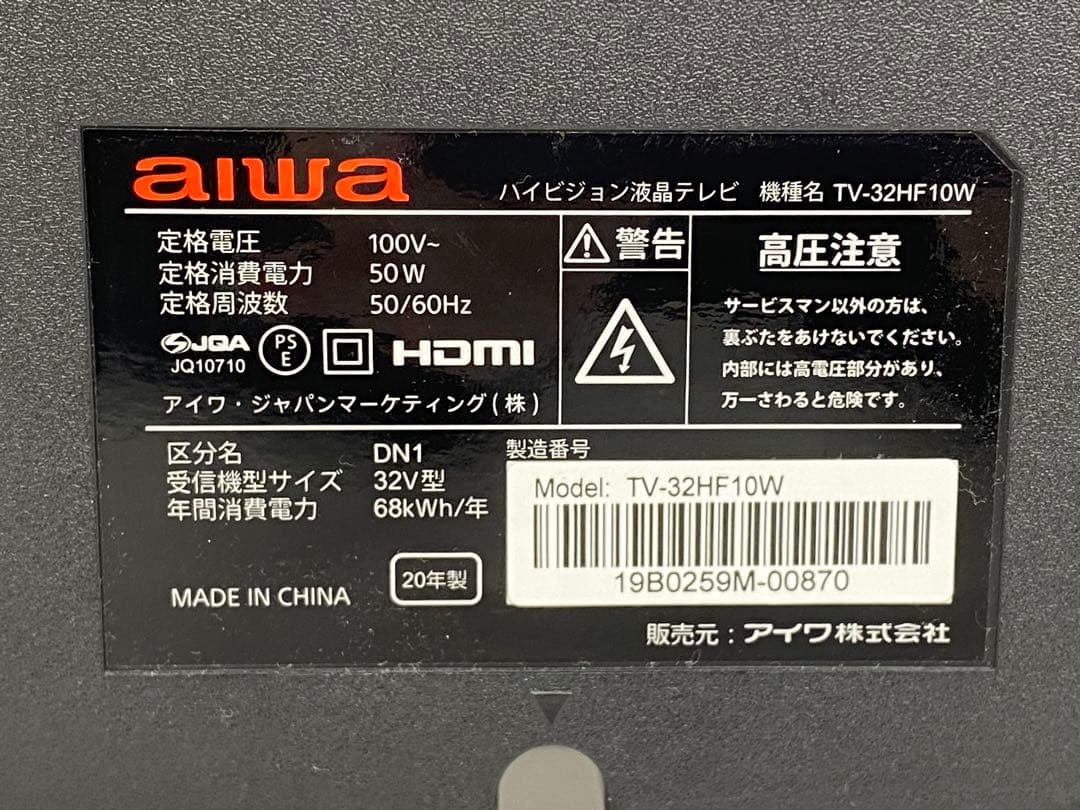 aiwa
ハイビジョン液晶テレビ 機種名 TV-32HF10W
定格電圧 100V~
定格消費電力 50W
定格周波数 50/60Hz
JQA
JQ10710
PS
E
HDMI
アイワ・ジャパンマーケティング(株)
警告
高圧注意
サービスマン以外の方は、
裏ぶたをあけないでください。
内部には高電圧部分があり、
万一さわると危険です。
区分名 DN1
受信機型サイズ 32V型
年間消費電力 68kWh/年
MADE IN CHINA
20年製
製造番号
Model: TV-32HF10W
19B0259M-00870
販売元:アイワ株式会社